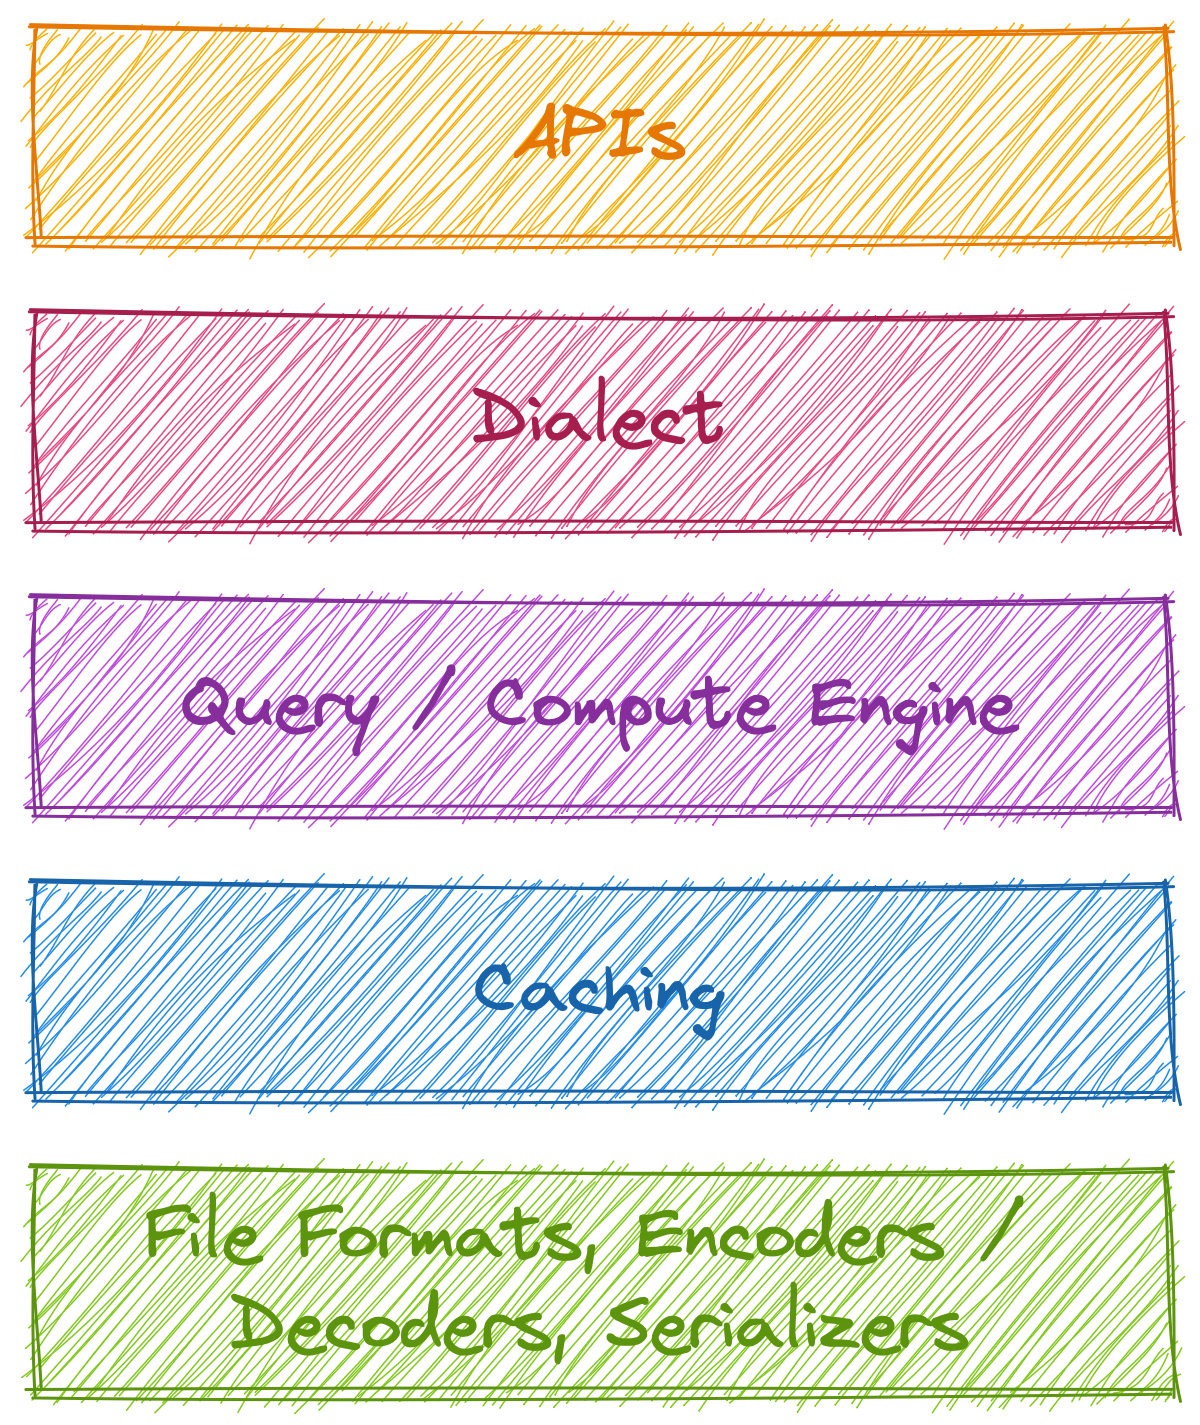 APIs
Dialect
Query / Compute Engine
Caching
File Formats, Encoders /
Decoders, Serializers